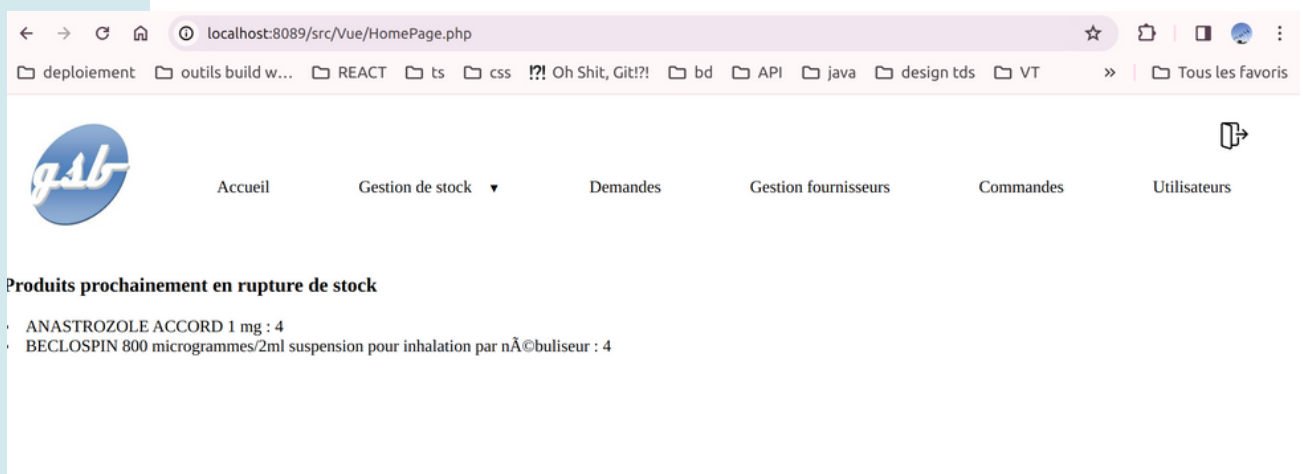 localhost:8089/src/Vue/HomePage.php
deploiement outils build w... REACT ts css ?!! Oh Shit, Git!?! bd API java design tds VT » Tous les favoris
gsb
Accueil Gestion de stock ▼ Demandes Gestion fournisseurs Commandes Utilisateurs
Produits prochainement en rupture de stock
• ANASTROZOLE ACCORD 1 mg : 4
• BECLOSPIN 800 microgrammes/2ml suspension pour inhalation par nÃ©buliseur : 4